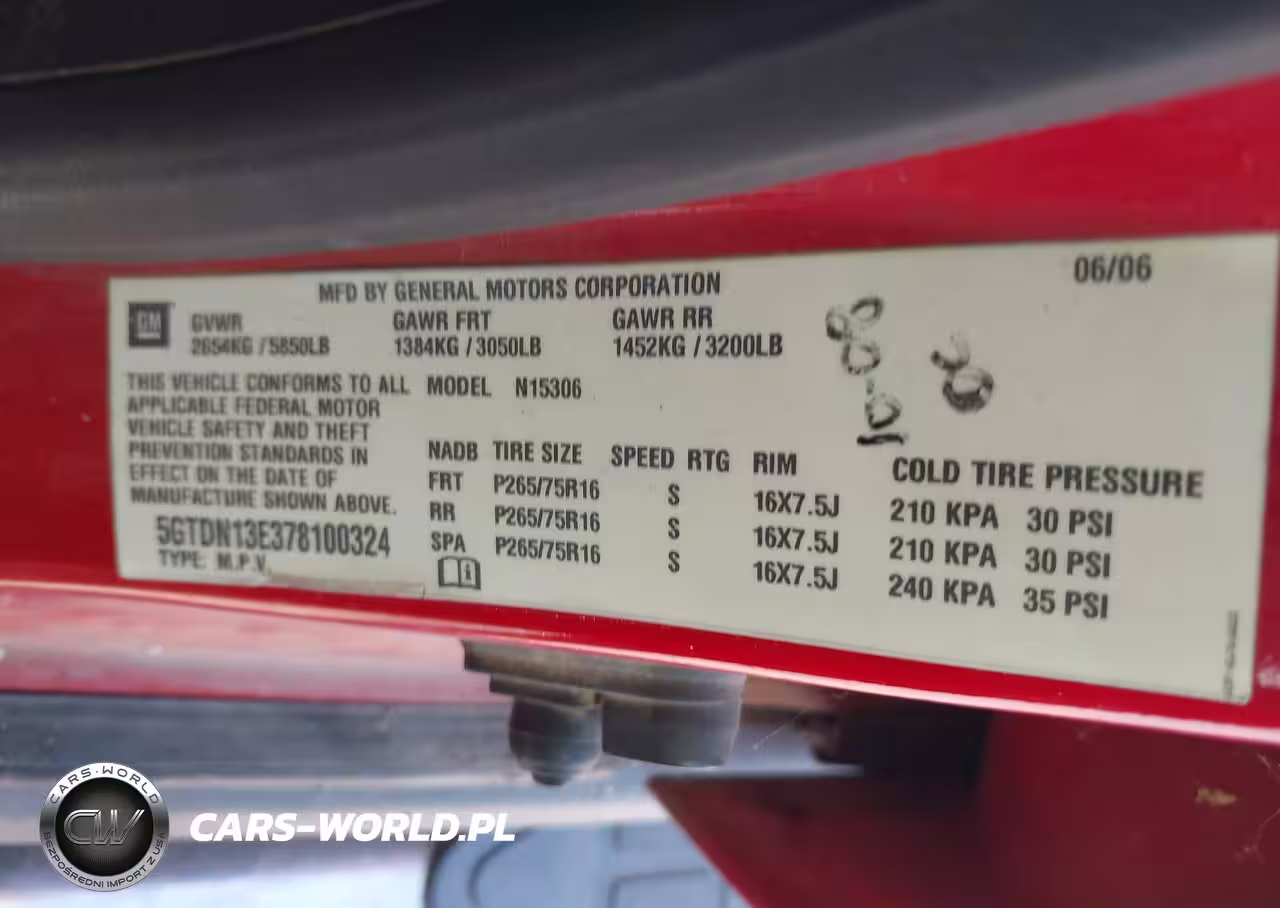 06/06
MFD BY GENERAL MOTORS CORPORATION
GM
GVWR GAWR FRT GAWR RR
2654KG / 5850LB 1384KG / 3050LB 1452KG / 3200LB
THIS VEHICLE CONFORMS TO ALL
APPLICABLE FEDERAL MOTOR
VEHICLE SAFETY AND THEFT
PREVENTION STANDARDS IN
EFFECT ON THE DATE OF
MANUFACTURE SHOWN ABOVE.
5GTDN13E378100324
TYPE: M.P.V.
MODEL N15306
NADB TIRE SIZE SPEED RTG RIM COLD TIRE PRESSURE
FRT P265/75R16 S 16X7.5J 210 KPA 30 PSI
RR P265/75R16 S 16X7.5J 210 KPA 30 PSI
SPA P265/75R16 S 16X7.5J 240 KPA 35 PSI
CARS-WORLD
CW
BEZPOŚREDNI IMPORT Z USA
CARS-WORLD.PL